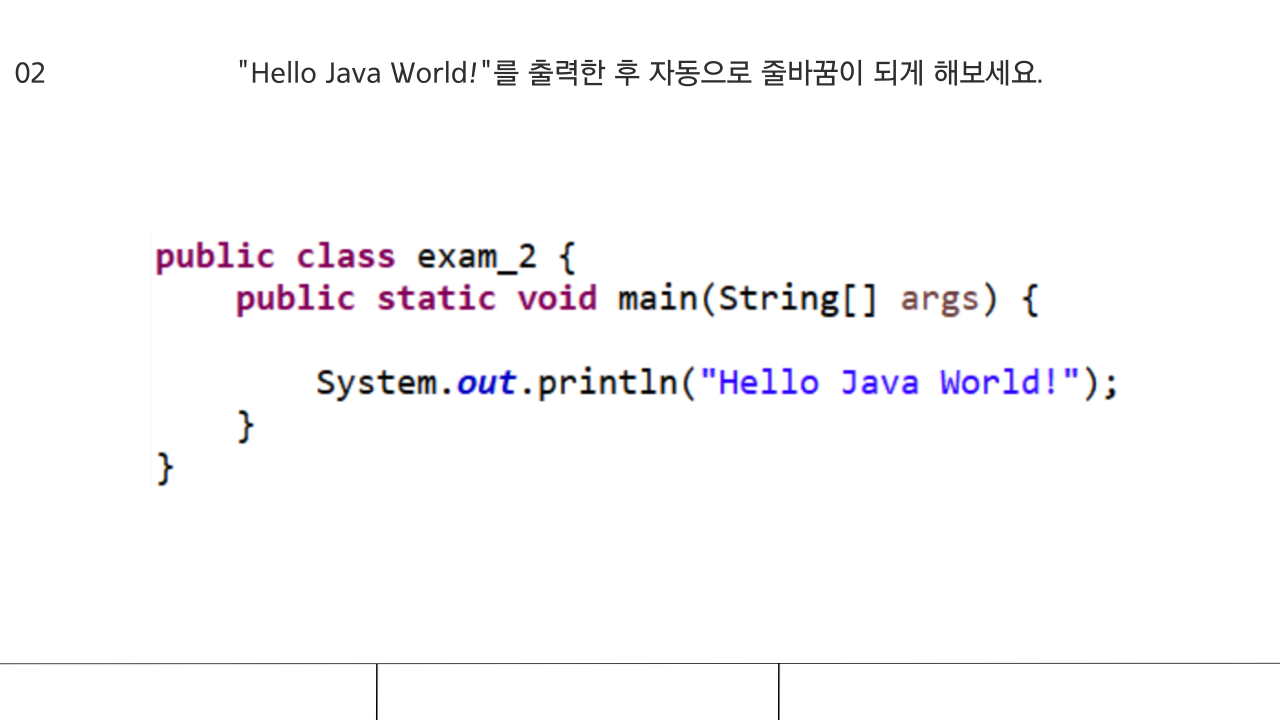 02
"Hello Java World!"를 출력한 후 자동으로 줄바꿈이 되게 해보세요.
public class exam_2 {
    public static void main(String[] args) {
        System.out.println("Hello Java World!");
    }
}